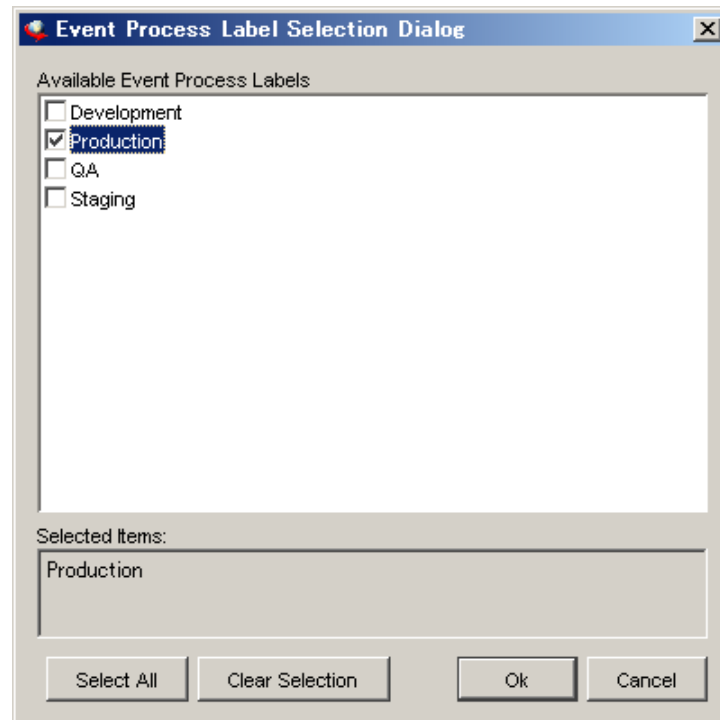 Event Process Label Selection Dialog
Available Event Process Labels
Development
Production
QA
Staging
Selected Items:
Production
Select All Clear Selection Ok Cancel